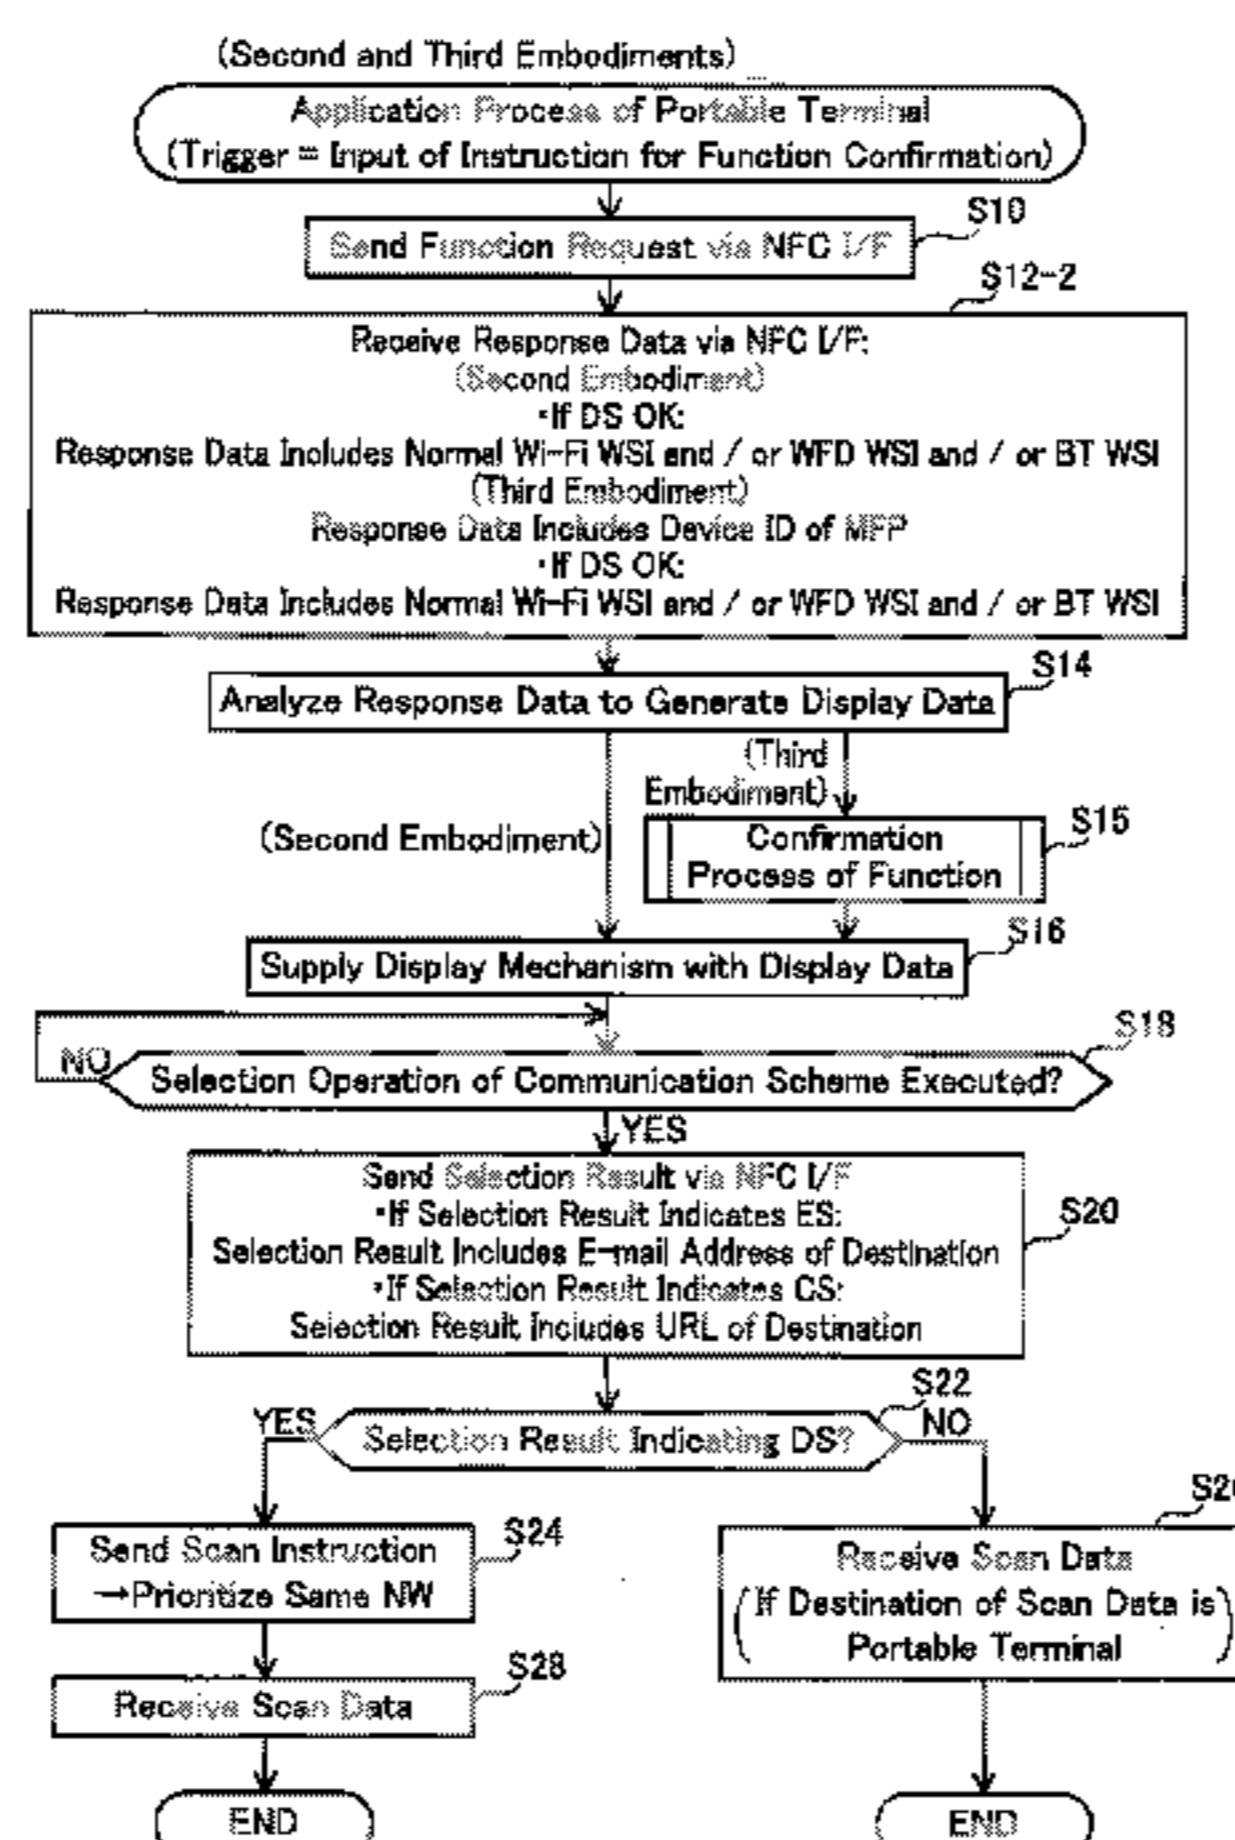 (Second and Third Embodiments)
Application Process of Portable Terminal
(Trigger = Input of Instruction for Function Confirmation)
S10
Send Function Request via NFC I/F
S12-2
Receive Response Data via NFC I/F:
(Second Embodiment)
・If DS OK:
Response Data Includes Normal Wi-Fi WSI and / or WFD WSI and / or BT WSI
(Third Embodiment)
Response Data Includes Device ID of MFP
・If DS OK:
Response Data Includes Normal Wi-Fi WSI and / or WFD WSI and / or BT WSI
S14
Analyze Response Data to Generate Display Data
(Third
Embodiment)
(Second Embodiment)
S15
Confirmation
Process of Function
S16
Supply Display Mechanism with Display Data
S18
NO
Selection Operation of Communication Scheme Executed?
YES
Send Selection Result via NFC I/F
・If Selection Result Indicates ES:
S20
Selection Result Includes E-mail Address of Destination
・If Selection Result Indicates CS:
Selection Result Includes URL of Destination
S22
YES
Selection Result Indicating DS?
NO
S24
Send Scan Instruction
→Prioritize Same NW
Receive Scan Data
(If Destination of Scan Data is
Portable Terminal)
S28
Receive Scan Data
END
END